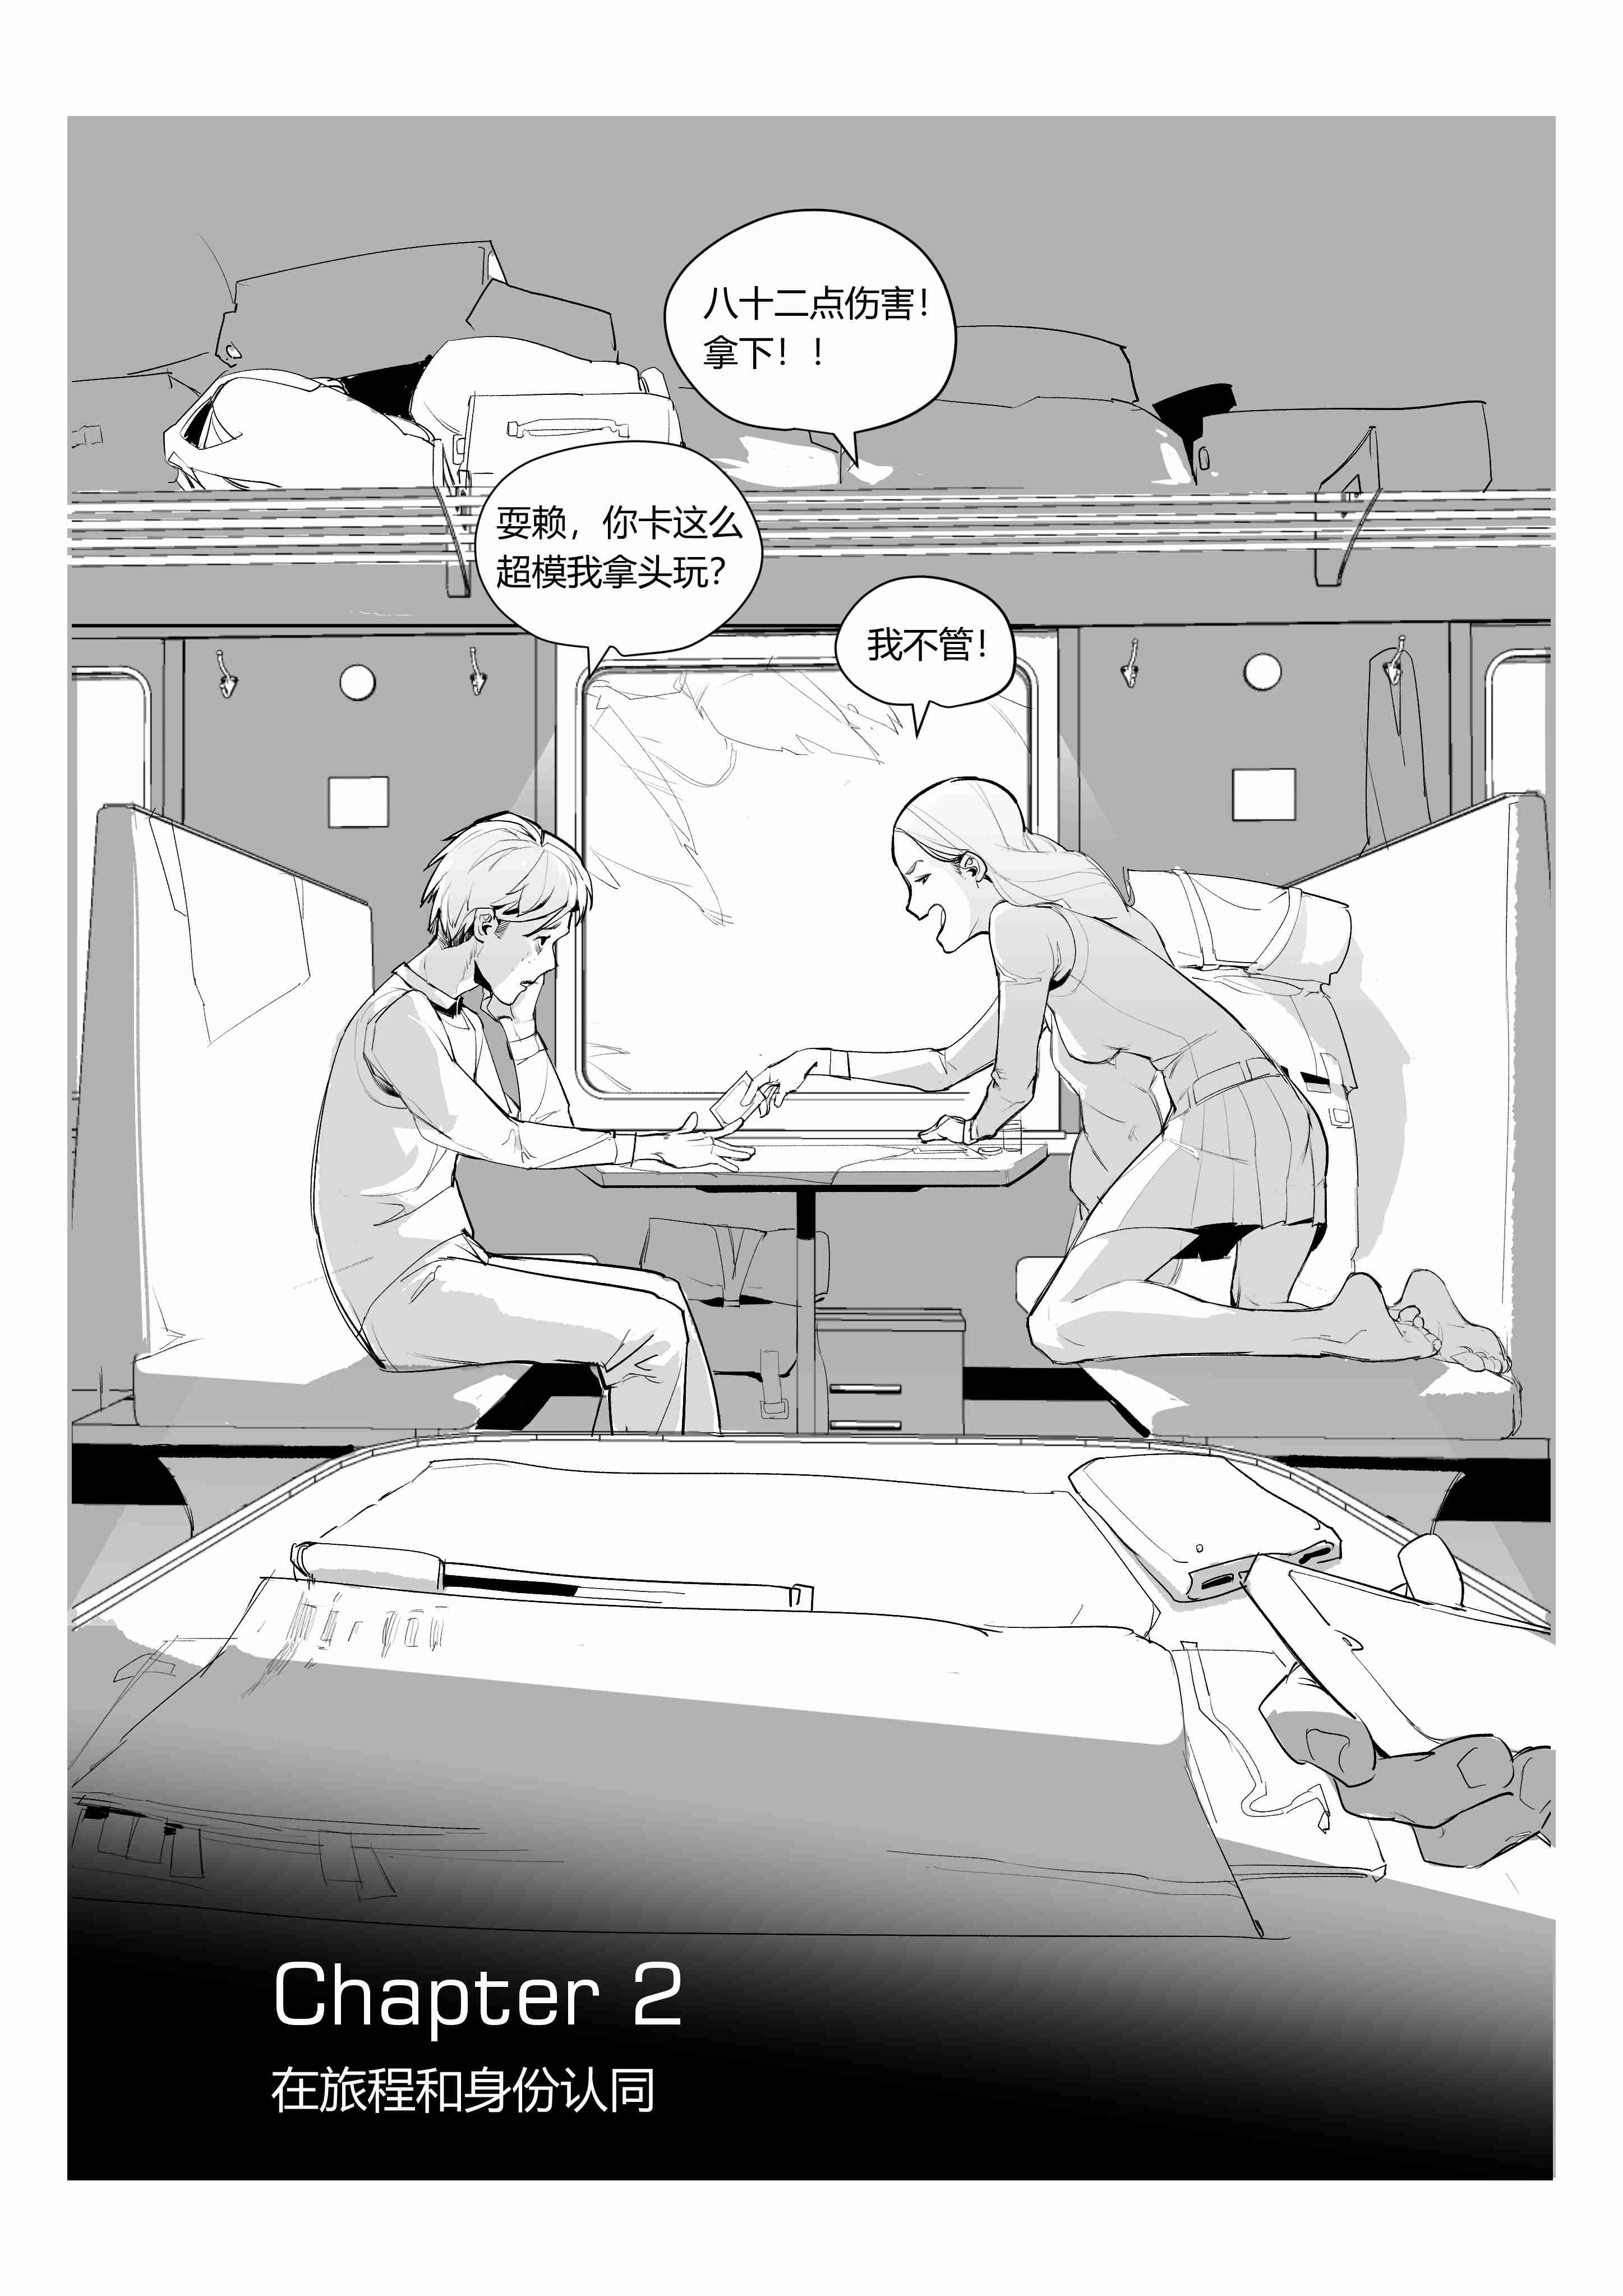 八十二点伤害！
拿下！！
耍赖，你卡这么
超模我拿头玩？
我不管！
Chapter 2
在旅程和身份认同